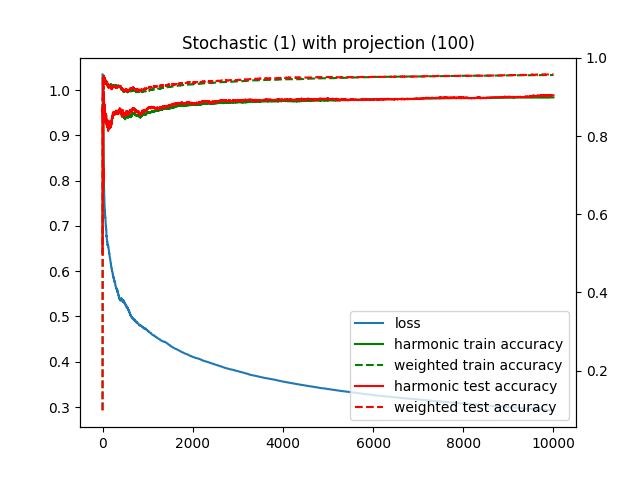 Stochastic (1) with projection (100)
1.0
0.9
0.8
0.7
0.6
0.5
0.4
0.3
1.0
0.8
0.6
0.4
0.2
loss
harmonic train accuracy
weighted train accuracy
harmonic test accuracy
weighted test accuracy
0 2000 4000 6000 8000 10000